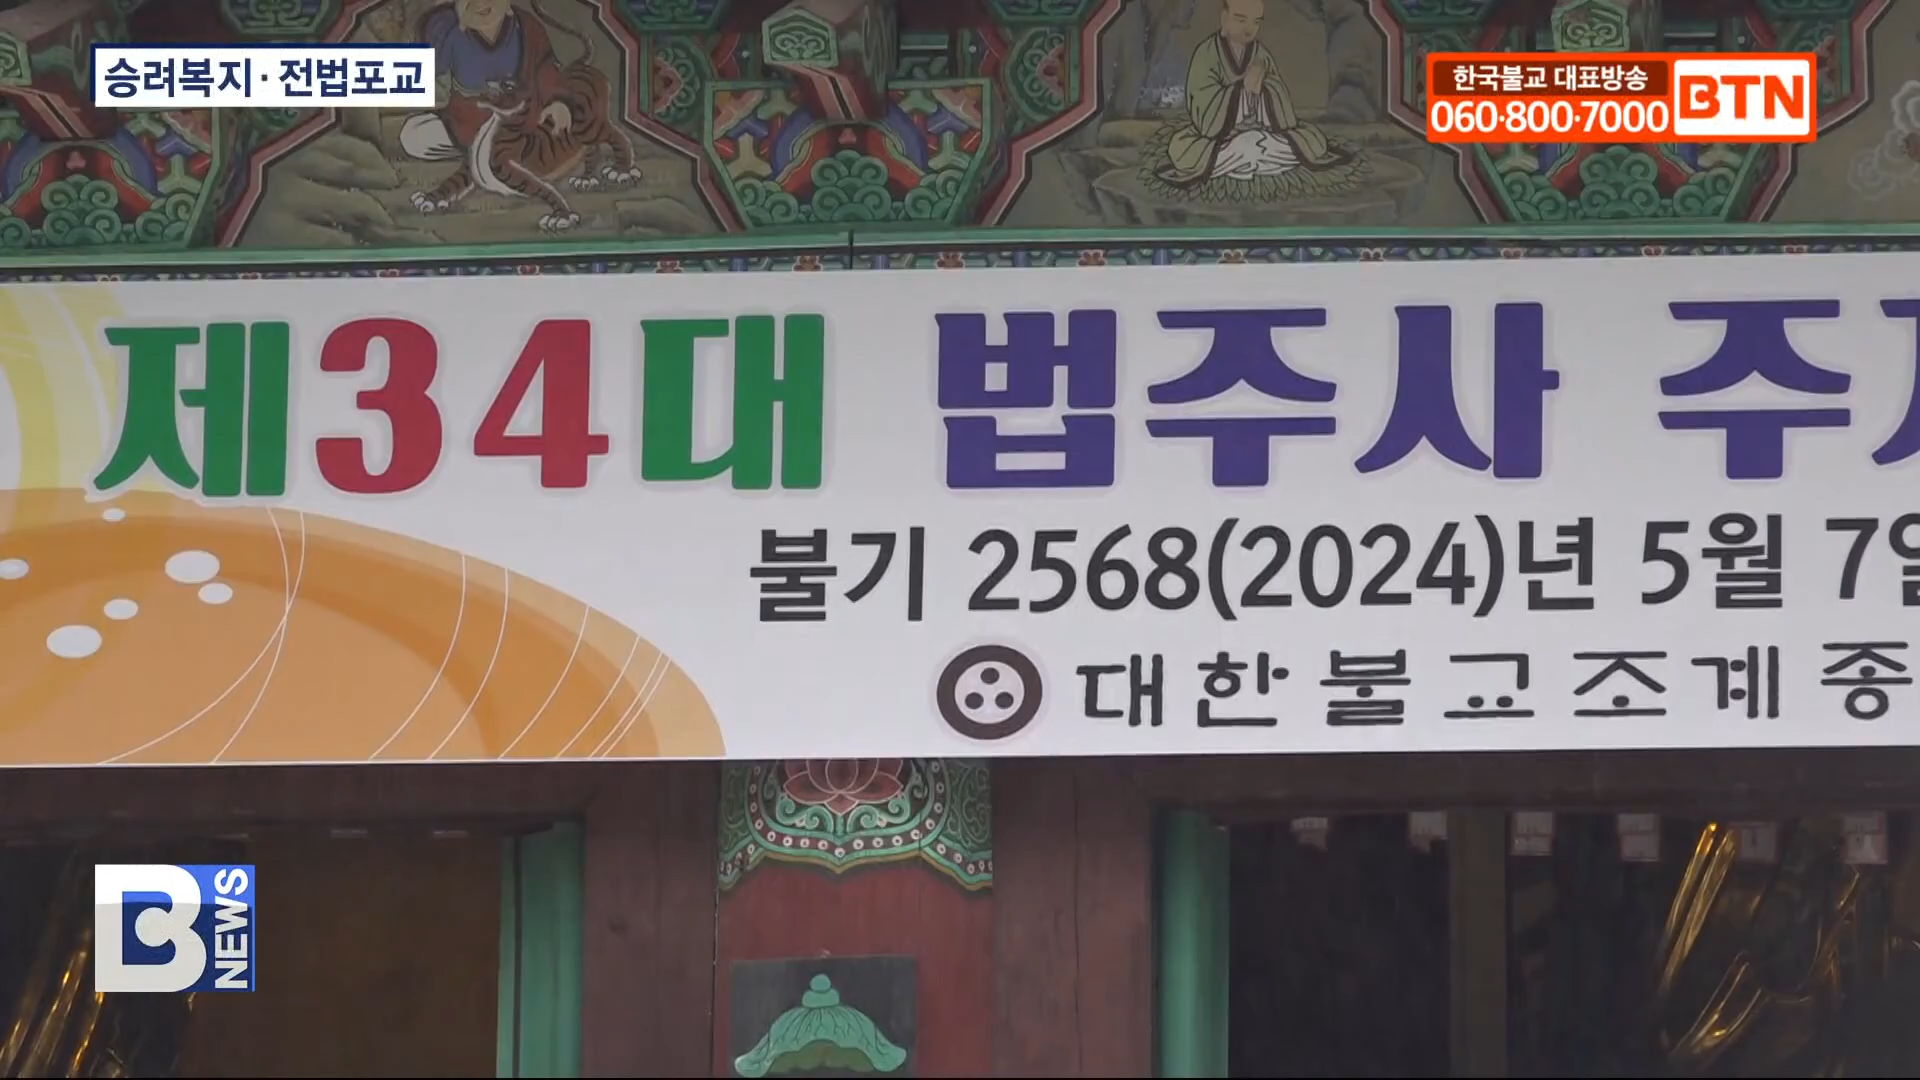 승려복지·전법포교
한국불교 대표방송
060·800·7000
BTN
제34대 법주사 주
불기 2568(2024)년 5월 7일
대한불교조계종
B NEWS